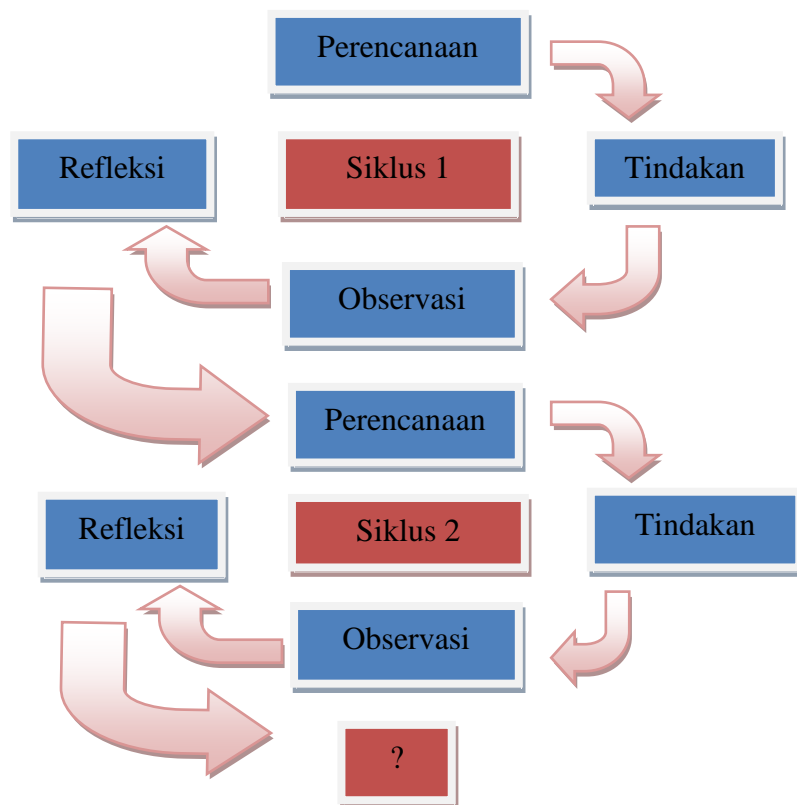 Perencanaan
Refleksi
Siklus 1
Tindakan
Observasi
Perencanaan
Refleksi
Siklus 2
Tindakan
Observasi
?